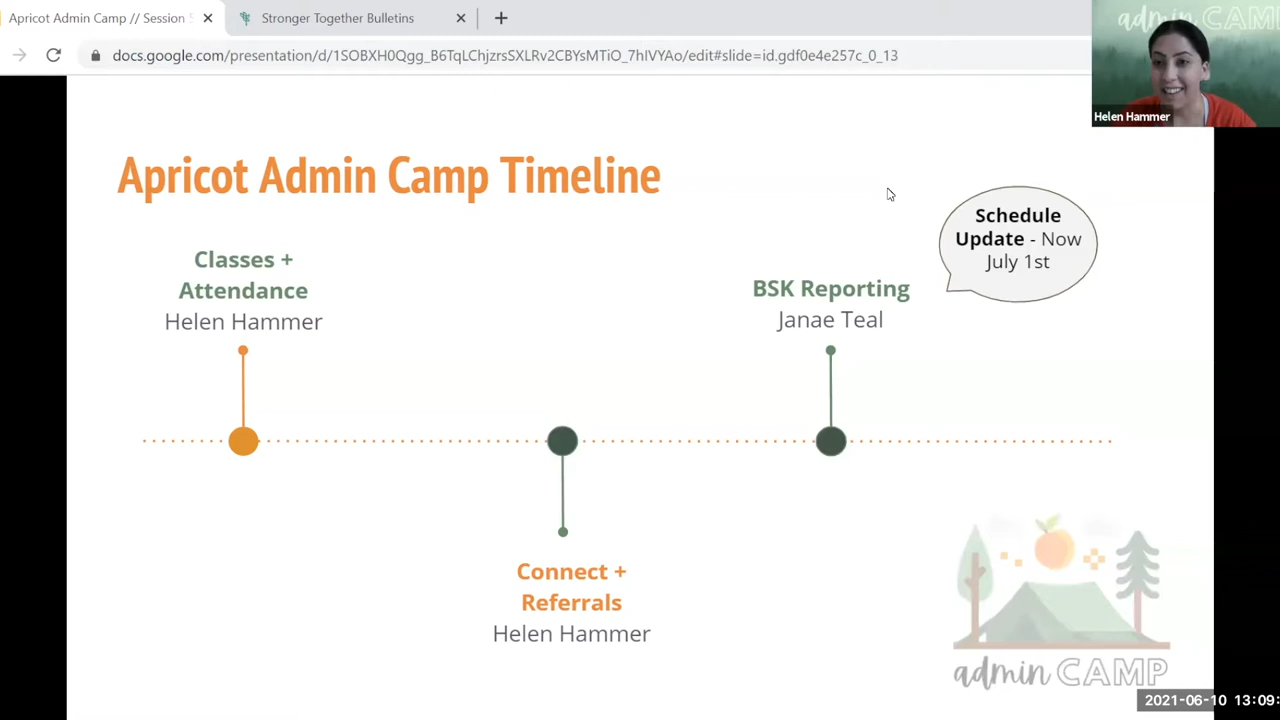 Apricot Admin Camp // Session
Stronger Together Bulletins
docs.google.com/presentation/d/1SOBXH0Qgg_B6TqLChjzrsSXLRv2CBYsMTiO_7hIVYAo/edit#slide=id.gdf0e4e257c_0_13
admin CAMP
Helen Hammer
Apricot Admin Camp Timeline
Schedule
Update - Now
July 1st
Classes +
Attendance
Helen Hammer
BSK Reporting
Janae Teal
Connect +
Referrals
Helen Hammer
admin CAMP
2021-06-10 13:09: